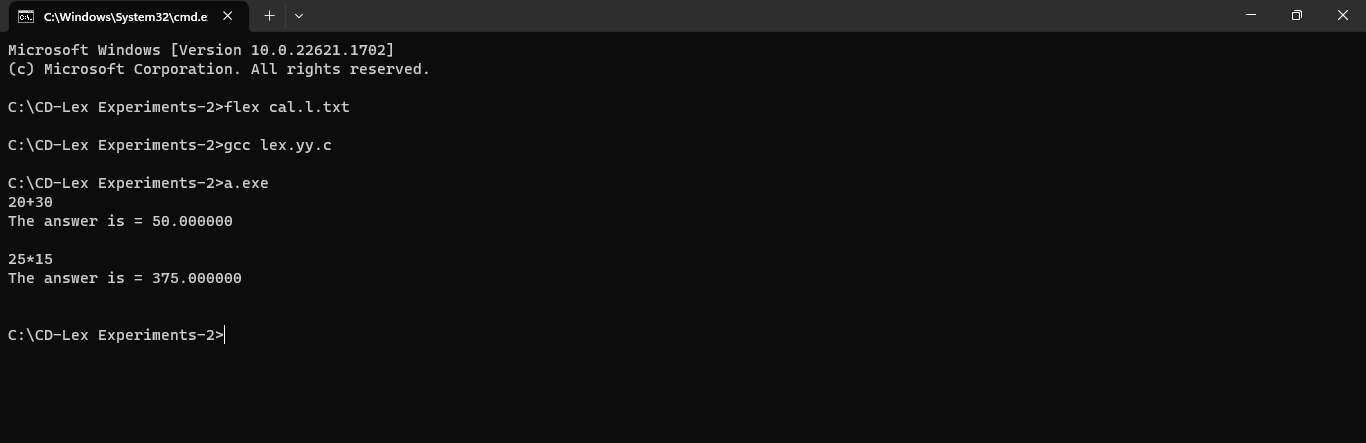 C:\Windows\System32\cmd.e
Microsoft Windows [Version 10.0.22621.1702]
(c) Microsoft Corporation. All rights reserved.
C:\CD-Lex Experiments-2>flex cal.l.txt
C:\CD-Lex Experiments-2>gcc lex.yy.c
C:\CD-Lex Experiments-2>a.exe
20+30
The answer is = 50.000000
25*15
The answer is = 375.000000
C:\CD-Lex Experiments-2>